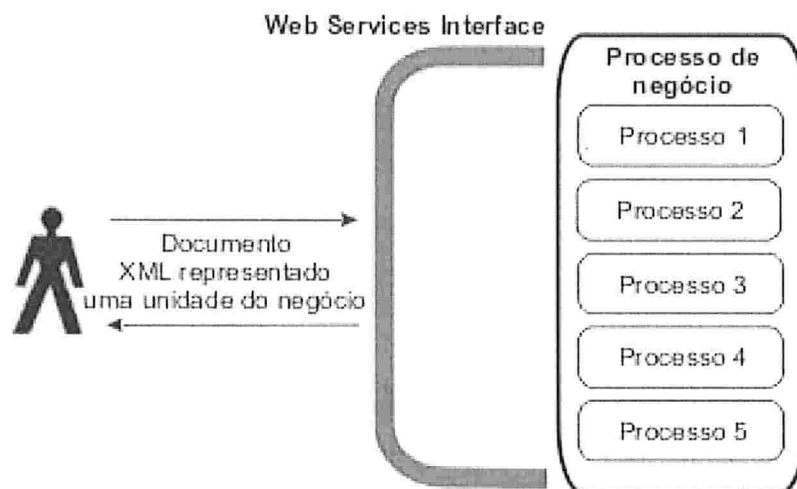 Web Services Interface
Processo de
negócio
Processo 1
Processo 2
Processo 3
Processo 4
Processo 5
Documento
XML representado
uma unidade do negócio